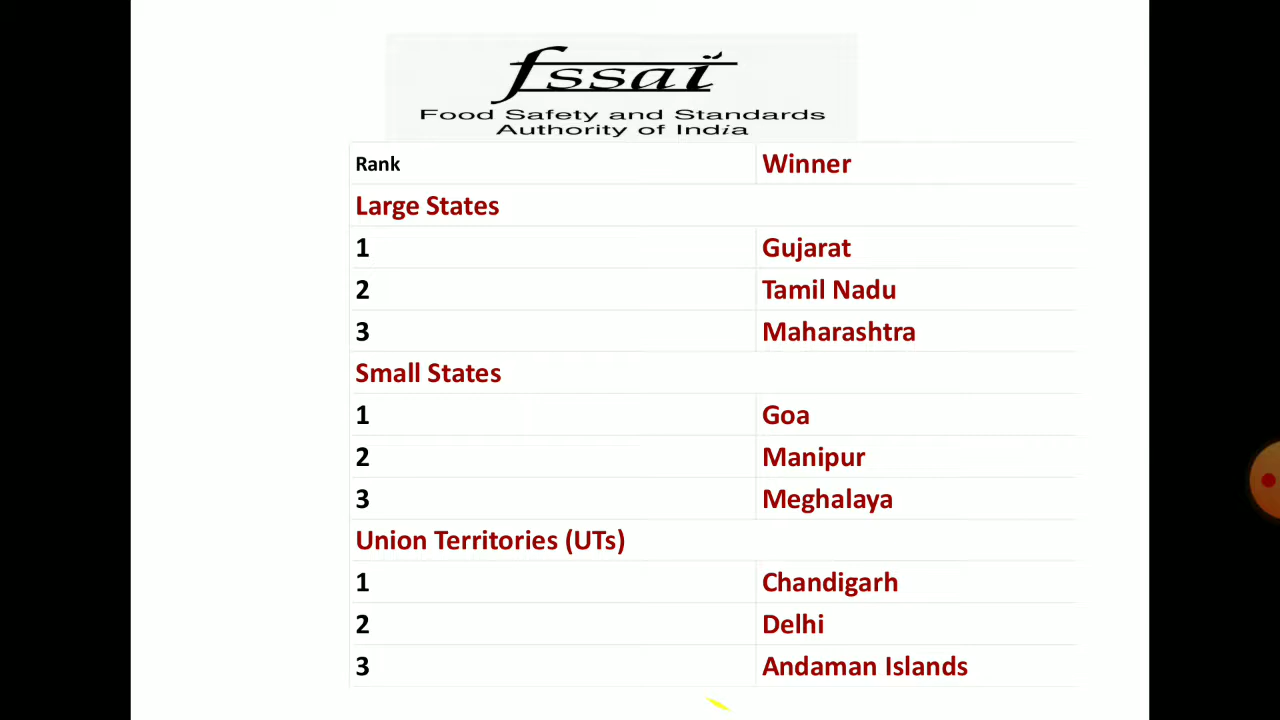 fssai
Food Safety and Standards
Authority of India
Rank Winner
Large States
1 Gujarat
2 Tamil Nadu
3 Maharashtra
Small States
1 Goa
2 Manipur
3 Meghalaya
Union Territories (UTs)
1 Chandigarh
2 Delhi
3 Andaman Islands